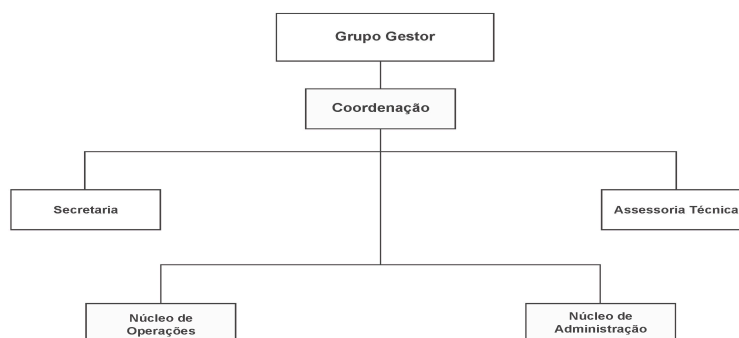 Grupo Gestor
Coordenação
Secretaria
Assessoria Técnica
Núcleo de
Operações
Núcleo de
Administração